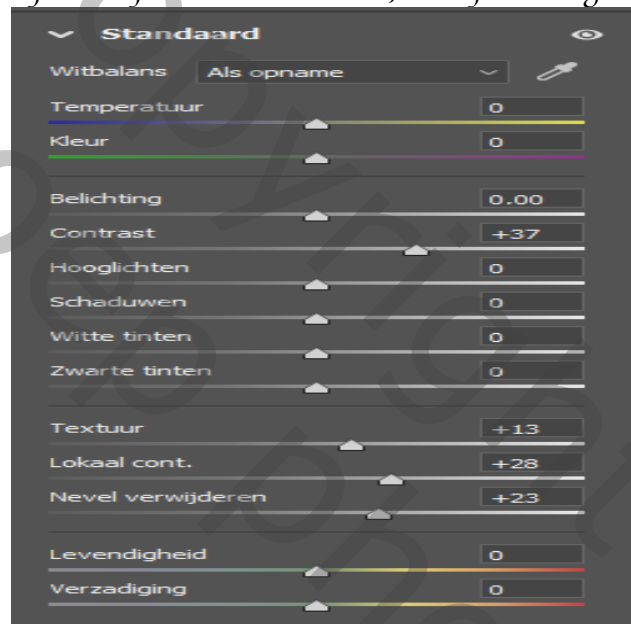 Standaard
Witbalans Als opname
Temperatuur 0
Kleur 0
Belichting 0.00
Contrast +37
Hooglichten 0
Schaduwen 0
Witte tinten 0
Zwarte tinten 0
Textuur +13
Lokaal cont. +28
Nevel verwijderen +23
Levendigheid 0
Verzadiging 0